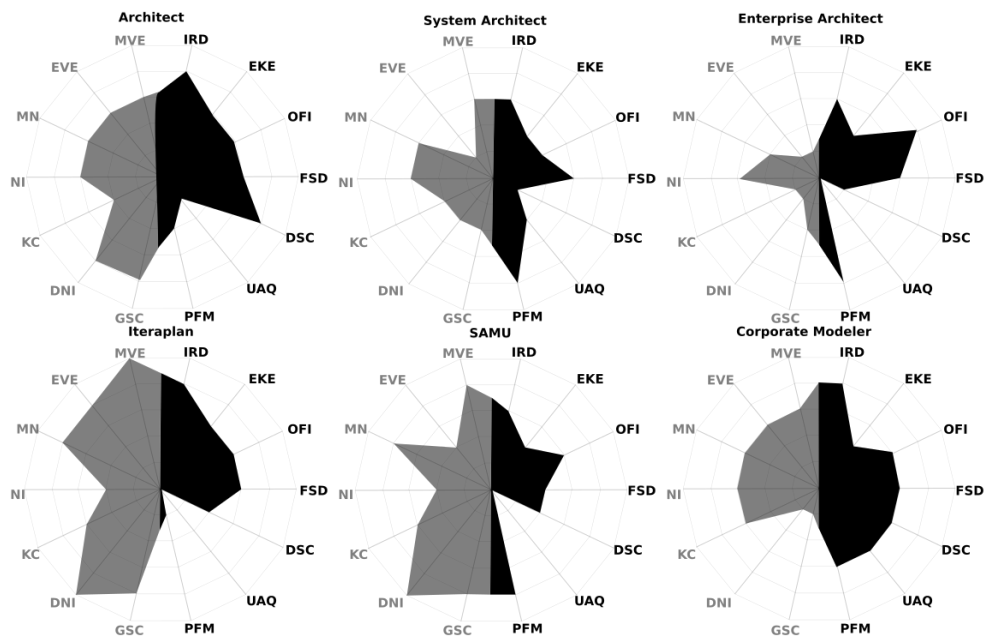 Architect
MVE
IRD
EVE
EKE
MN
OFI
NI
FSD
KC
DSC
DNI
UAQ
GSC
PFM
System Architect
MVE
IRD
EVE
EKE
MN
OFI
NI
FSD
KC
DSC
DNI
UAQ
GSC
PFM
Enterprise Architect
MVE
IRD
EVE
EKE
MN
OFI
NI
FSD
KC
DSC
DNI
UAQ
GSC
PFM
Iteraplan
MVE
IRD
EVE
EKE
MN
OFI
NI
FSD
KC
DSC
DNI
UAQ
GSC
PFM
SAMU
MVE
IRD
EVE
EKE
MN
OFI
NI
FSD
KC
DSC
DNI
UAQ
GSC
PFM
Corporate Modeler
MVE
IRD
EVE
EKE
MN
OFI
NI
FSD
KC
DSC
DNI
UAQ
GSC
PFM